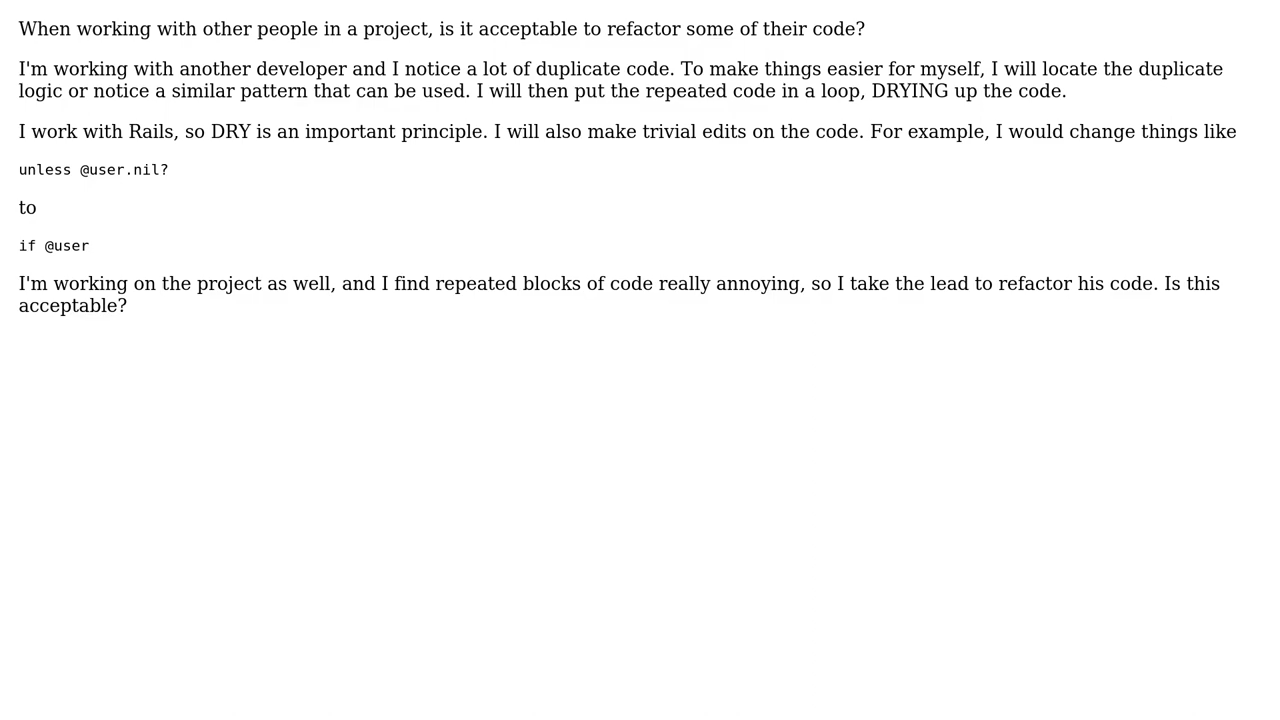 When working with other people in a project, is it acceptable to refactor some of their code?
I'm working with another developer and I notice a lot of duplicate code. To make things easier for myself, I will locate the duplicate
logic or notice a similar pattern that can be used. I will then put the repeated code in a loop, DRYING up the code.
I work with Rails, so DRY is an important principle. I will also make trivial edits on the code. For example, I would change things like
unless @user.nil?
to
if @user
I'm working on the project as well, and I find repeated blocks of code really annoying, so I take the lead to refactor his code. Is this
acceptable?